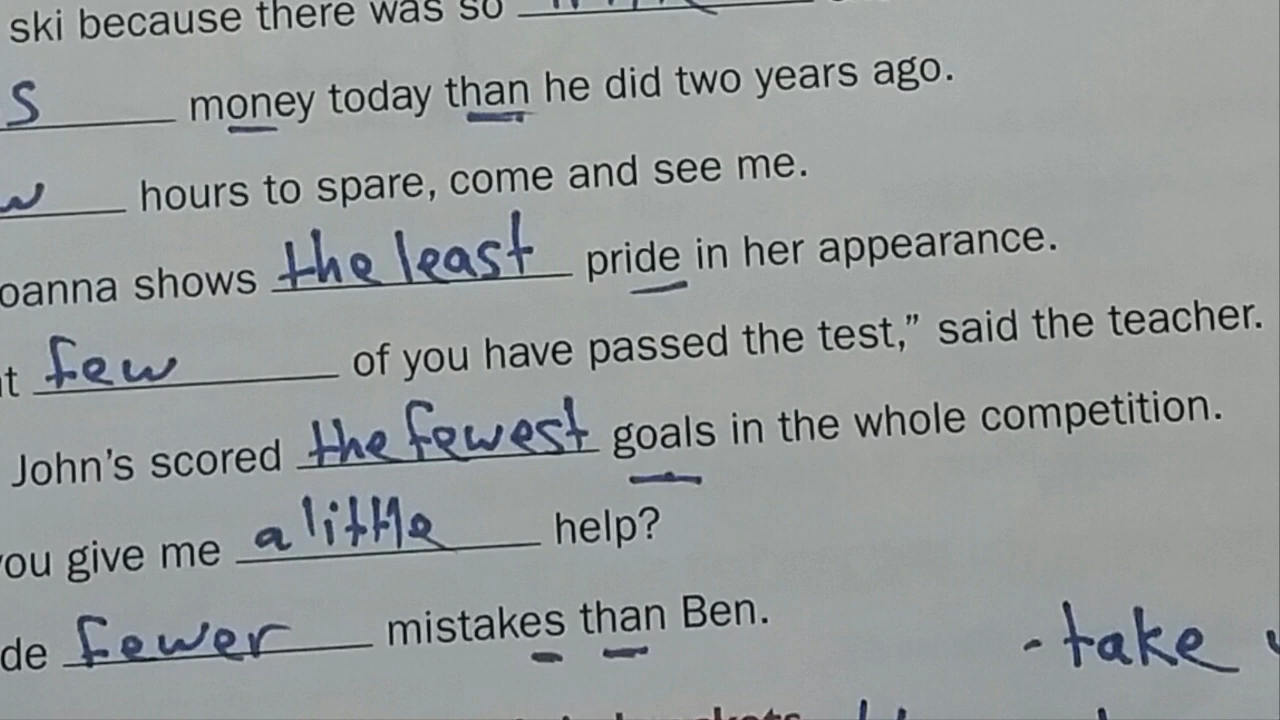 ski because there was so
s money today than he did two years ago.
w hours to spare, come and see me.
oanna shows the least pride in her appearance.
t few of you have passed the test,” said the teacher.
John’s scored the fewest goals in the whole competition.
you give me a little help?
de fewer mistakes than Ben.
- take